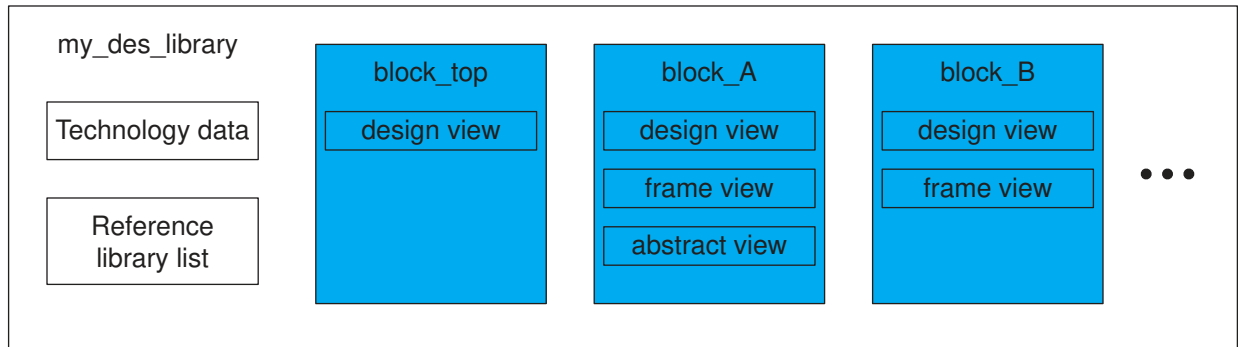 my_des_library
Technology data
Reference
library list
block_top
design view
block_A
design view
frame view
abstract view
block_B
design view
frame view